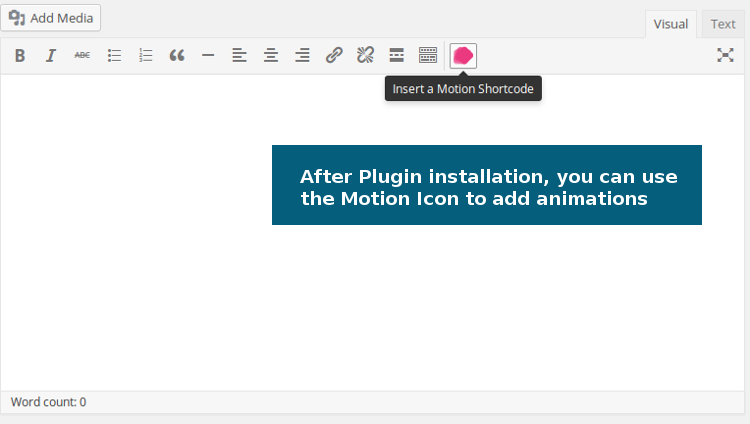 Add Media
Visual
Text
B I ABC
Insert a Motion Shortcode
After Plugin installation, you can use
the Motion Icon to add animations
Word count: 0